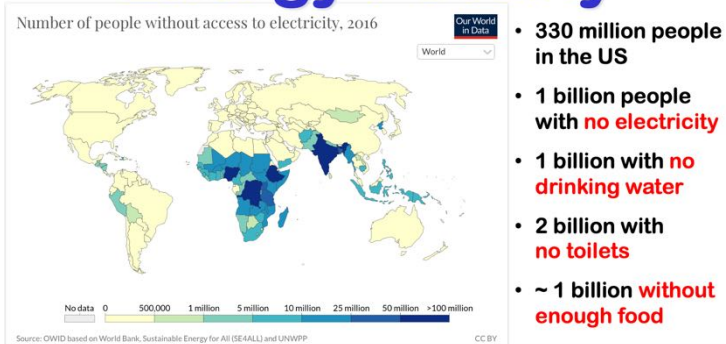 Number of people without access to electricity, 2016
Our World
in Data
World
No data 0 500,000 1 million 5 million 10 million 25 million 50 million >100 million
Source: OWID based on World Bank, Sustainable Energy for All (SE4ALL) and UNWPP
CC BY
• 330 million people
in the US
• 1 billion people
with no electricity
• 1 billion with no
drinking water
• 2 billion with
no toilets
• ~ 1 billion without
enough food